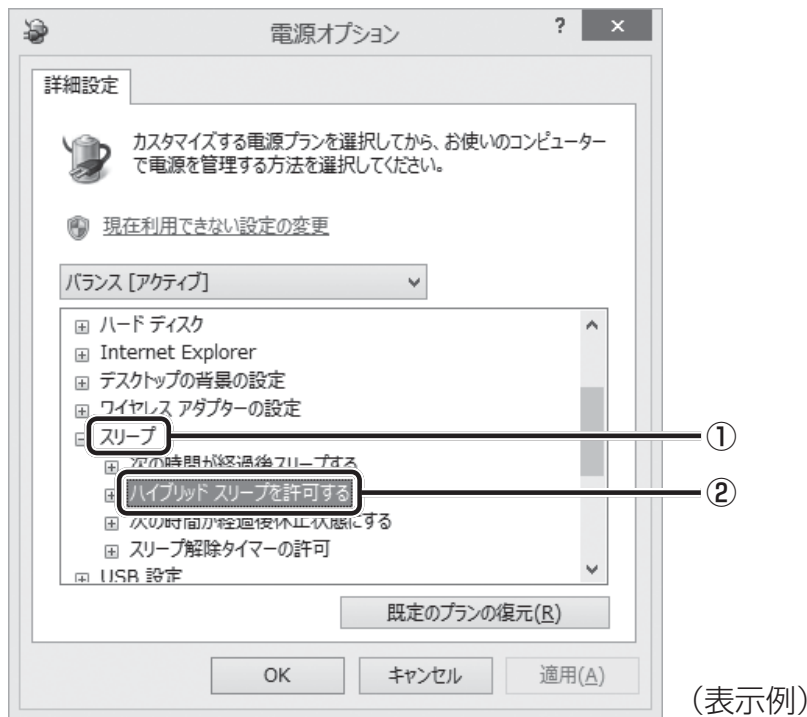 電源オプション
?
×
詳細設定
カスタマイズする電源プランを選択してから、お使いのコンピューター
で電源を管理する方法を選択してください。
現在利用できない設定の変更
バランス [アクティブ]
ハード ディスク
Internet Explorer
デスクトップの背景の設定
ワイヤレス アダプターの設定
スリープ
①
次の時間が経過後スリープする
ハイブリッド スリープを許可する
②
次の時間が経過後休止状態にする
スリープ解除タイマーの許可
USB 設定
既定のプランの復元(R)
OK
キャンセル
適用(A)
（表示例）